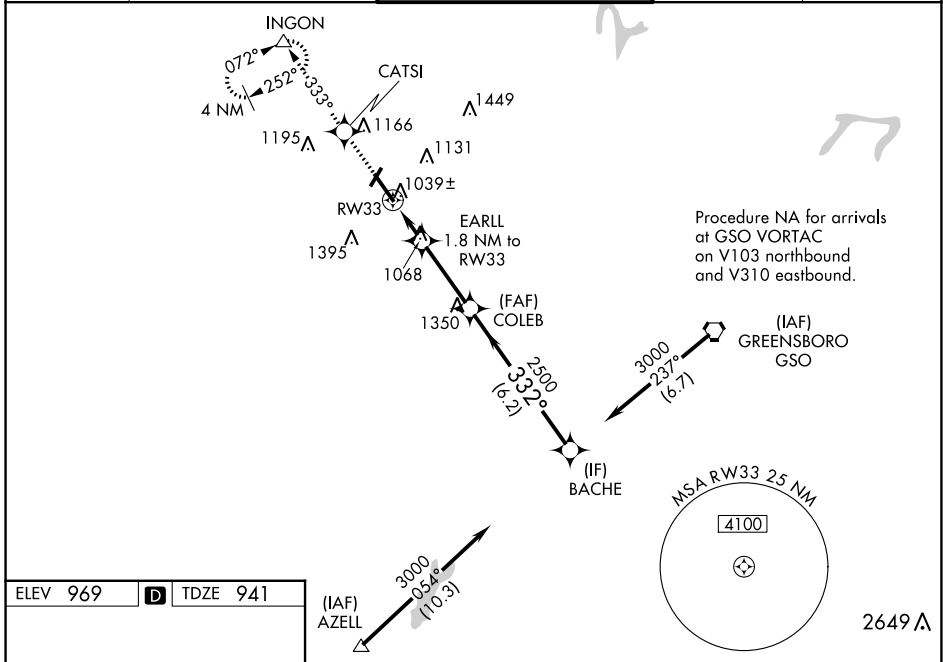 INGON
072°
252°
333°
4 NM
CATSI
1449
1195
1166
1131
1039±
RW33
EARLL
1.8 NM to
RW33
1395
1068
Procedure NA for arrivals
at GSO VORTAC
on V103 northbound
and V310 eastbound.
(FAF)
COLEB
1350
(IAF)
GREENSBORO
GSO
3000
237°
(6.7)
2500
332°
(6.2)
(IF)
BACHE
MSA RW33 25 NM
4100
3000
054°
(10.3)
(IAF)
AZELL
2649
ELEV 969 D TDZE 941